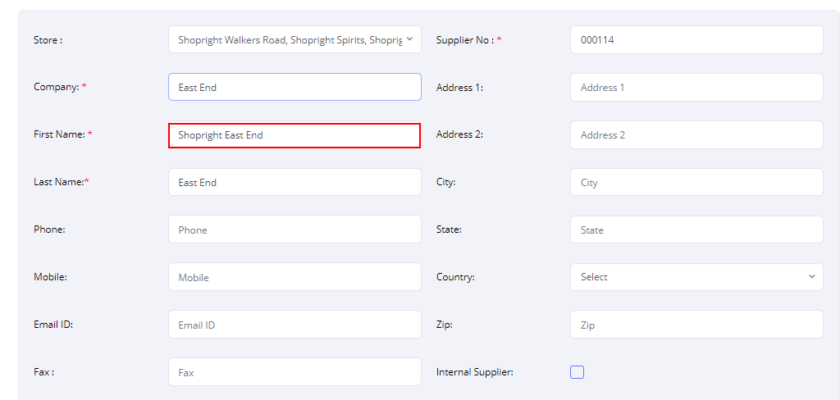 Store : Shopright Walkers Road, Shopright Spirits, Shoprig Supplier No : * 000114
Company: * East End Address 1: Address 1
First Name: * Shopright East End Address 2: Address 2
Last Name:* East End City: City
Phone: Phone State: State
Mobile: Mobile Country: Select
Email ID: Email ID Zip: Zip
Fax : Fax Internal Supplier: